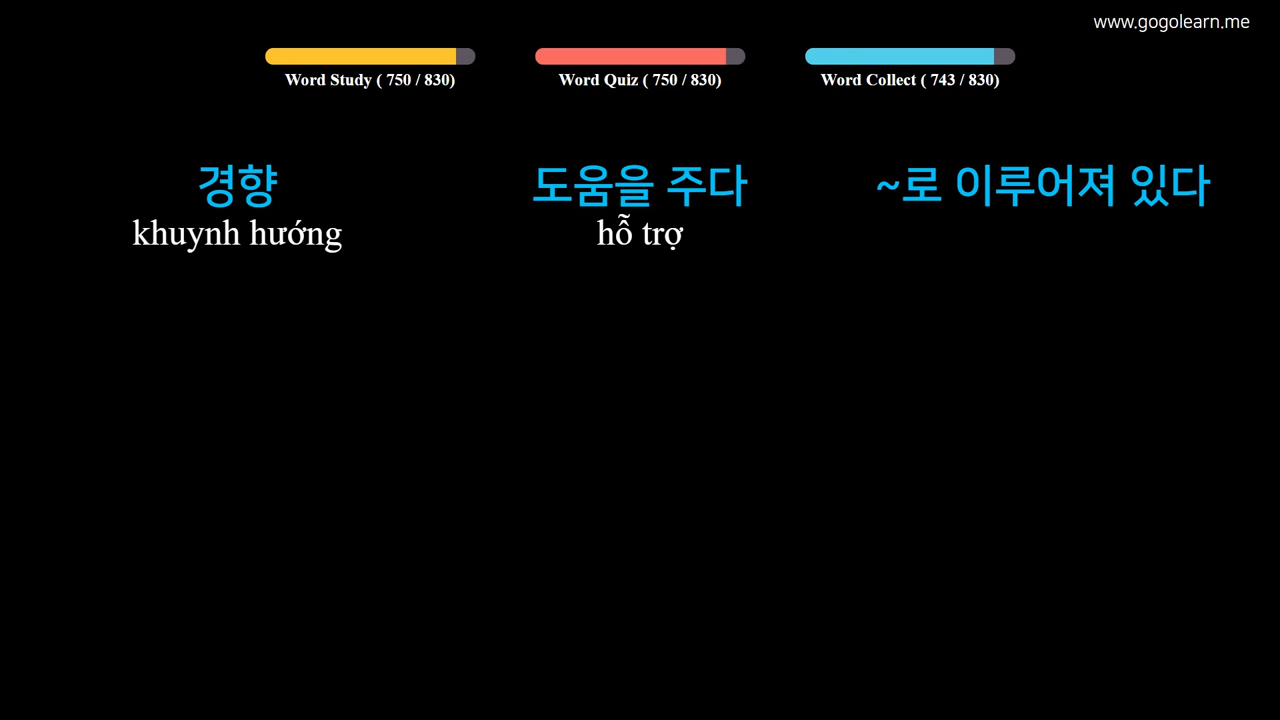 www.gogolearn.me
Word Study ( 750 / 830)
Word Quiz ( 750 / 830)
Word Collect ( 743 / 830)
경향
khuynh hướng
도움을 주다
hỗ trợ
~로 이루어져 있다